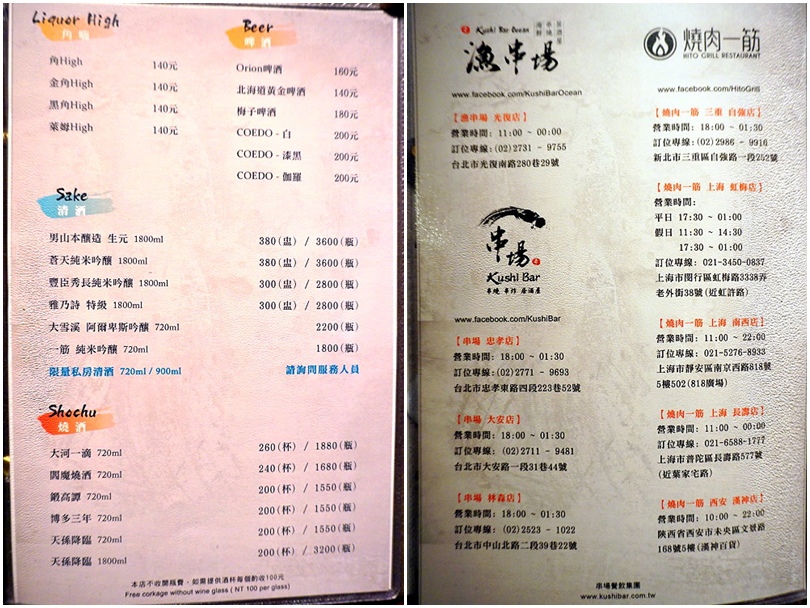 Liquor High
角嗨
角High 140元
金角High 140元
黑角High 140元
萊姆High 140元
Beer
啤酒
Orion啤酒 160元
北海道黃金啤酒 140元
梅子啤酒 180元
COEDO - 白 200元
COEDO - 漆黑 200元
COEDO - 伽羅 200元
Sake
清酒
男山本釀造 生元 1800ml 380(盅) / 3600(瓶)
蒼天純米吟釀 1800ml 380(盅) / 3600(瓶)
豐臣秀長純米吟釀 1800ml 300(盅) / 2800(瓶)
雅乃詩 特級 1800ml 300(盅) / 2800(瓶)
大雪溪 阿爾卑斯吟釀 720ml 2200(瓶)
一筋 純米吟釀 720ml 1800(瓶)
限量私房清酒 720ml / 900ml 請詢問服務人員
Shochu
燒酒
大河一滴 720ml 260(杯) / 1880(瓶)
閻魔燒酒 720ml 240(杯) / 1680(瓶)
鍛高譚 720ml 200(杯) / 1550(瓶)
博多三年 720ml 200(杯) / 1550(瓶)
天孫降臨 720ml 200(杯) / 1550(瓶)
天孫降臨 1800ml 200(杯) / 3200(瓶)
本店不收開瓶費，如需提供酒杯每個酌收100元
Free corkage without wine glass ( NT 100 per glass)
Kushi Bar Ocean
海鮮 串燒 居酒屋
漁串場
www.facebook.com/KushiBarOcean
【漁串場 光復店】
營業時間: 11:00 ~ 00:00
訂位專線:(02)2731 - 9755
台北市光復南路280巷29號
串場
Kushi Bar
串燒 串炸 居酒屋
www.facebook.com/KushiBar
【串場 忠孝店】
營業時間: 18:00 ~ 01:30
訂位專線:(02)2771 - 9693
台北市忠孝東路四段223巷52號
【串場 大安店】
營業時間: 18:00 ~ 01:30
訂位專線: (02)2711 - 9481
台北市大安路一段31巷44號
【串場 林森店】
營業時間: 18:00 ~ 01:30
訂位專線: (02)2523 - 1022
台北市中山北路二段39巷22號
燒肉一筋
HITO GRILL RESTAURANT
www.facebook.com/HitoGrill
【燒肉一筋 三重 自強店】
營業時間: 18:00 ~ 01:30
訂位專線:(02)2986 - 9916
新北市三重區自強路一段252號
【燒肉一筋 上海 虹梅店】
營業時間:
平日 17:30 ~ 01:00
假日 11:30 ~ 14:30
17:30 ~ 01:00
訂位專線: 021-3450-0837
上海市閔行區虹梅路3338弄
老外街38號(近虹許路)
【燒肉一筋 上海 南西店】
營業時間: 11:00 ~ 22:00
訂位專線: 021-5276-8933
上海市靜安區南京西路818號
5樓502(818廣場)
【燒肉一筋 上海 長壽店】
營業時間: 11:00 ~ 00:00
訂位專線: 021-6588-1777
上海市普陀區長壽路577號
(近葉家宅路)
【燒肉一筋 西安 漢神店】
營業時間: 10:00 ~ 22:00
陝西省西安市未央區文景路
168號5樓(漢神百貨)
串場餐飲集團
www.kushibar.com.tw